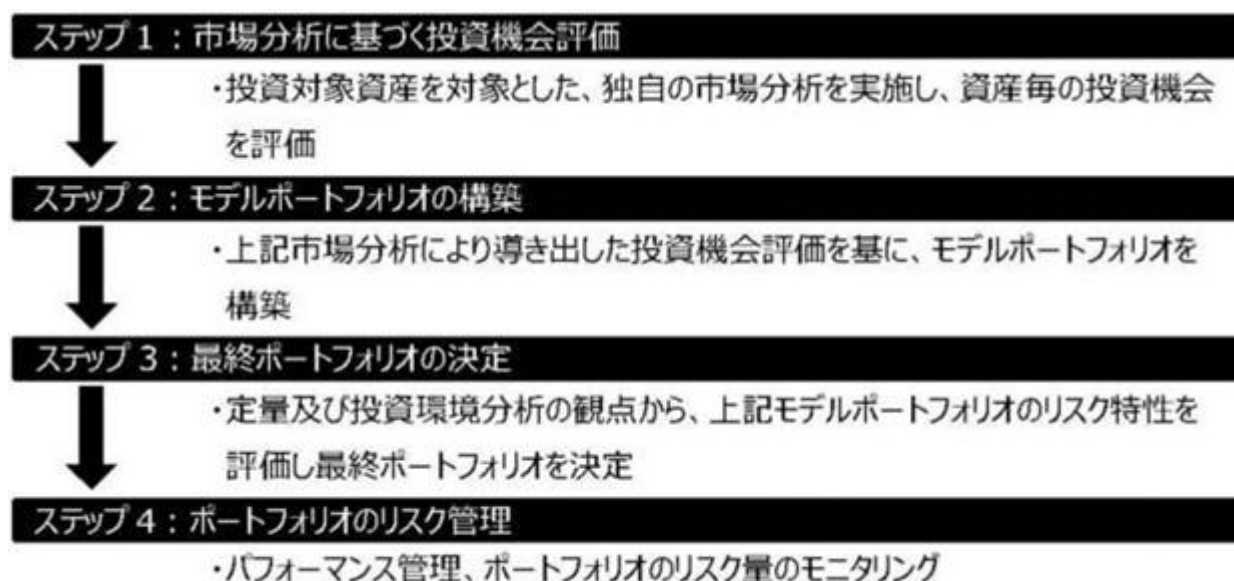 ステップ1:市場分析に基づく投資機会評価
・投資対象資産を対象とした、独自の市場分析を実施し、資産毎の投資機会
を評価
ステップ2:モデルポートフォリオの構築
・上記市場分析により導き出した投資機会評価を基に、モデルポートフォリオを
構築
ステップ3:最終ポートフォリオの決定
・定量及び投資環境分析の観点から、上記モデルポートフォリオのリスク特性を
評価し最終ポートフォリオを決定
ステップ4:ポートフォリオのリスク管理
・パフォーマンス管理、ポートフォリオのリスク量のモニタリング